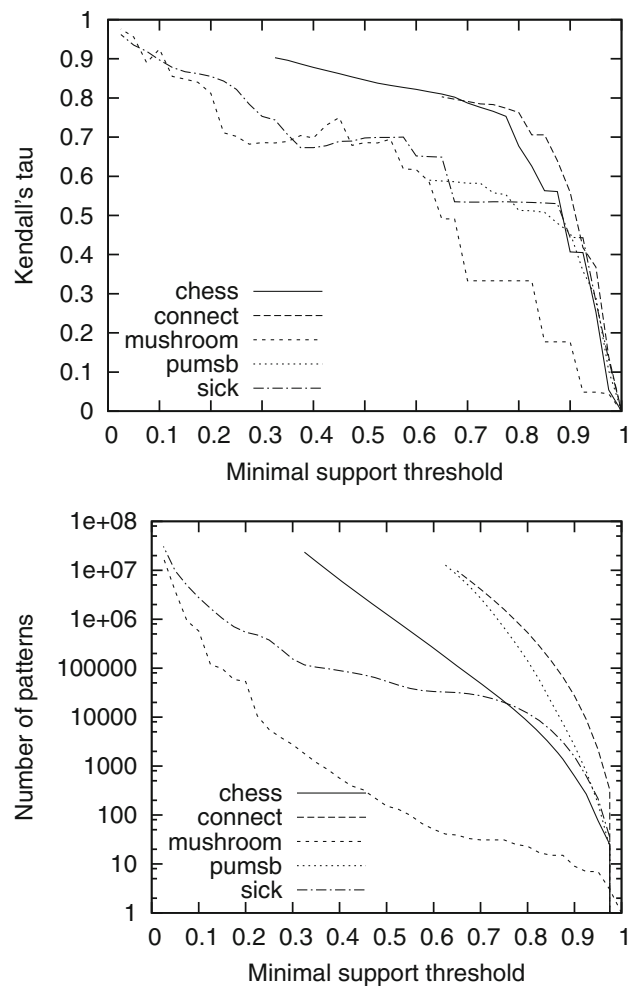 1
0.9
0.8
0.7
0.6
0.5
0.4
0.3
0.2
0.1
0
Kendall's tau
chess
connect
mushroom
pumsb
sick
0 0.1 0.2 0.3 0.4 0.5 0.6 0.7 0.8 0.9 1
Minimal support threshold
1e+08
1e+07
1e+06
100000
10000
1000
100
10
1
Number of patterns
chess
connect
mushroom
pumsb
sick
0 0.1 0.2 0.3 0.4 0.5 0.6 0.7 0.8 0.9 1
Minimal support threshold